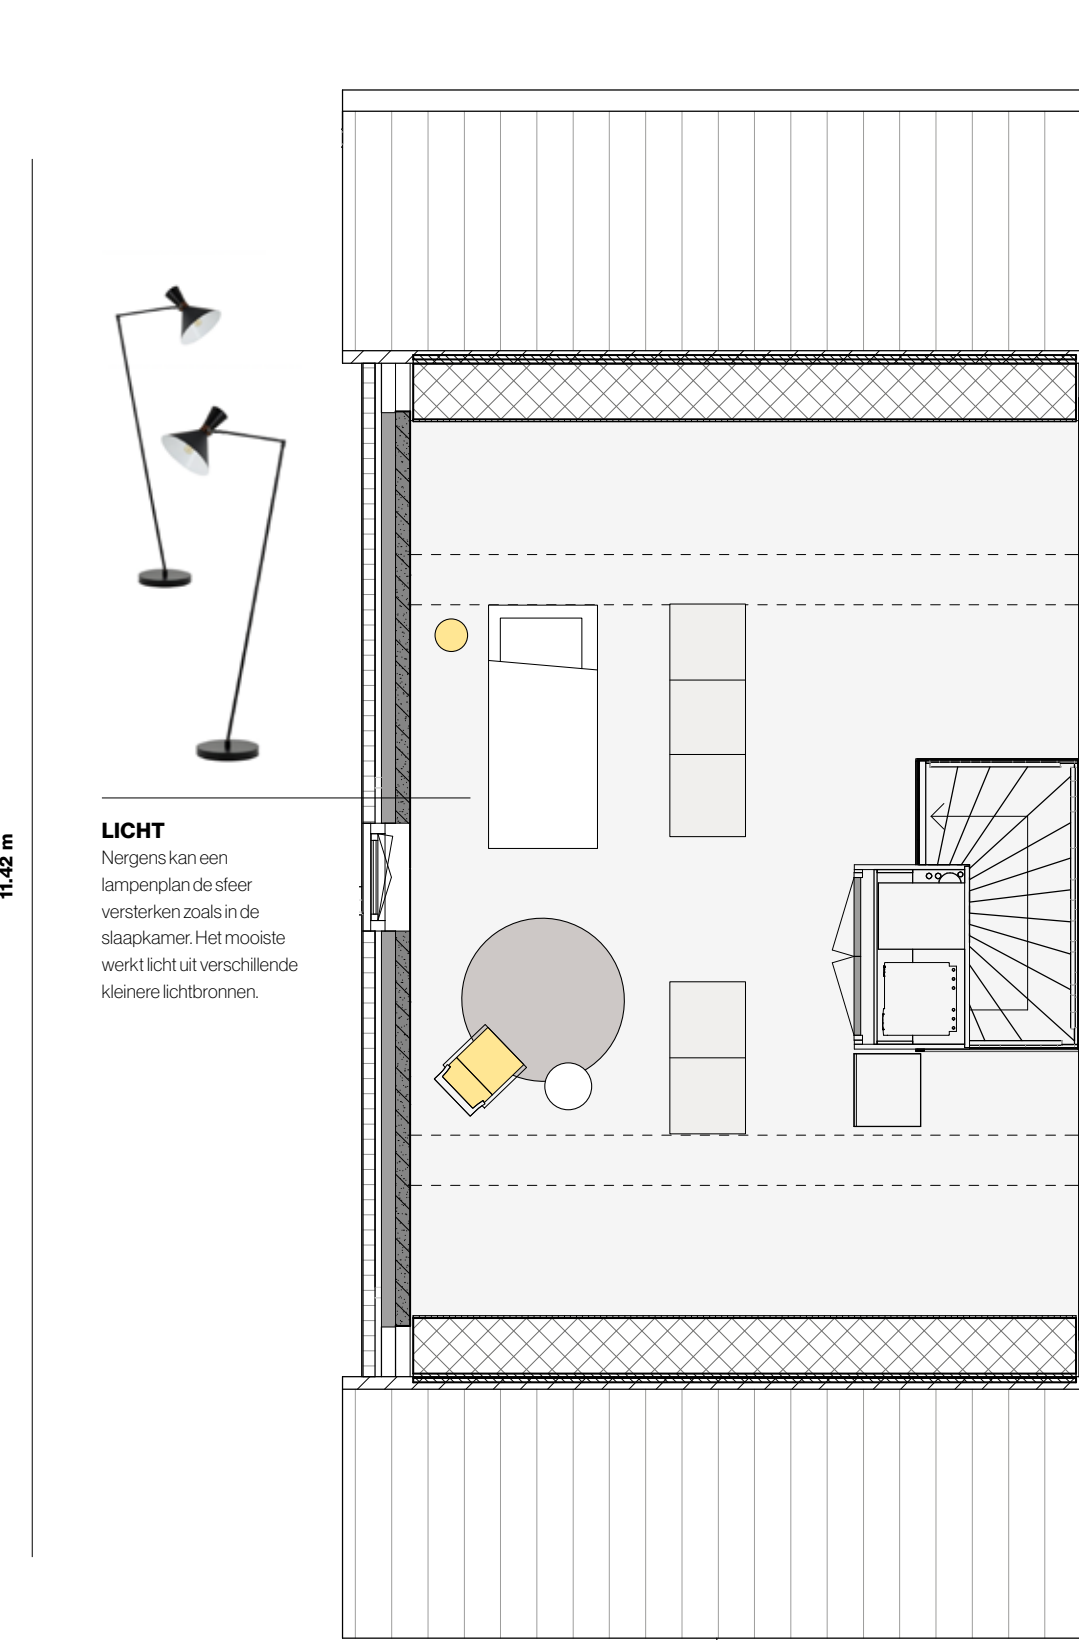 11.42 m
LICHT
Nergens kan een
lampenplan de sfeer
versterken zoals in de
slaapkamer. Het mooiste
werkt licht uit verschillende
kleinere lichtbronnen.